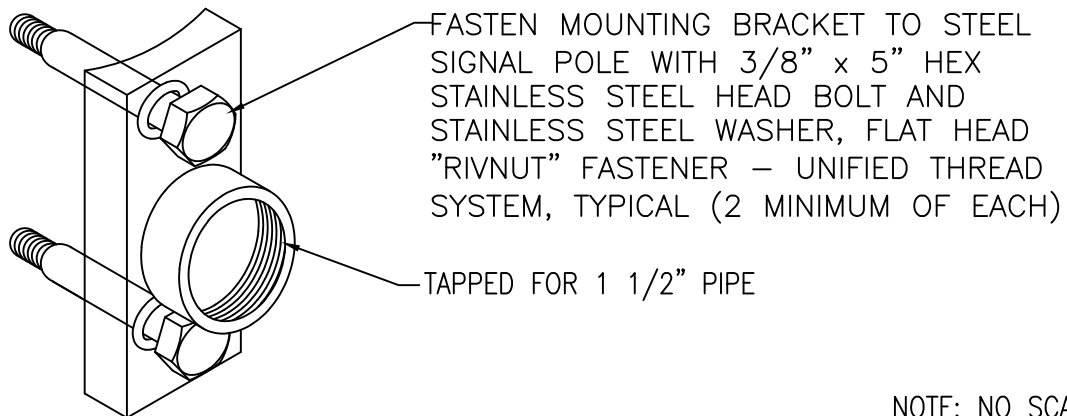 FASTEN MOUNTING BRACKET TO STEEL
SIGNAL POLE WITH 3/8” x 5” HEX
STAINLESS STEEL HEAD BOLT AND
STAINLESS STEEL WASHER, FLAT HEAD
”RIVNUT” FASTENER – UNIFIED THREAD
SYSTEM, TYPICAL (2 MINIMUM OF EACH)
TAPPED FOR 1 1/2” PIPE
NOTE: NO